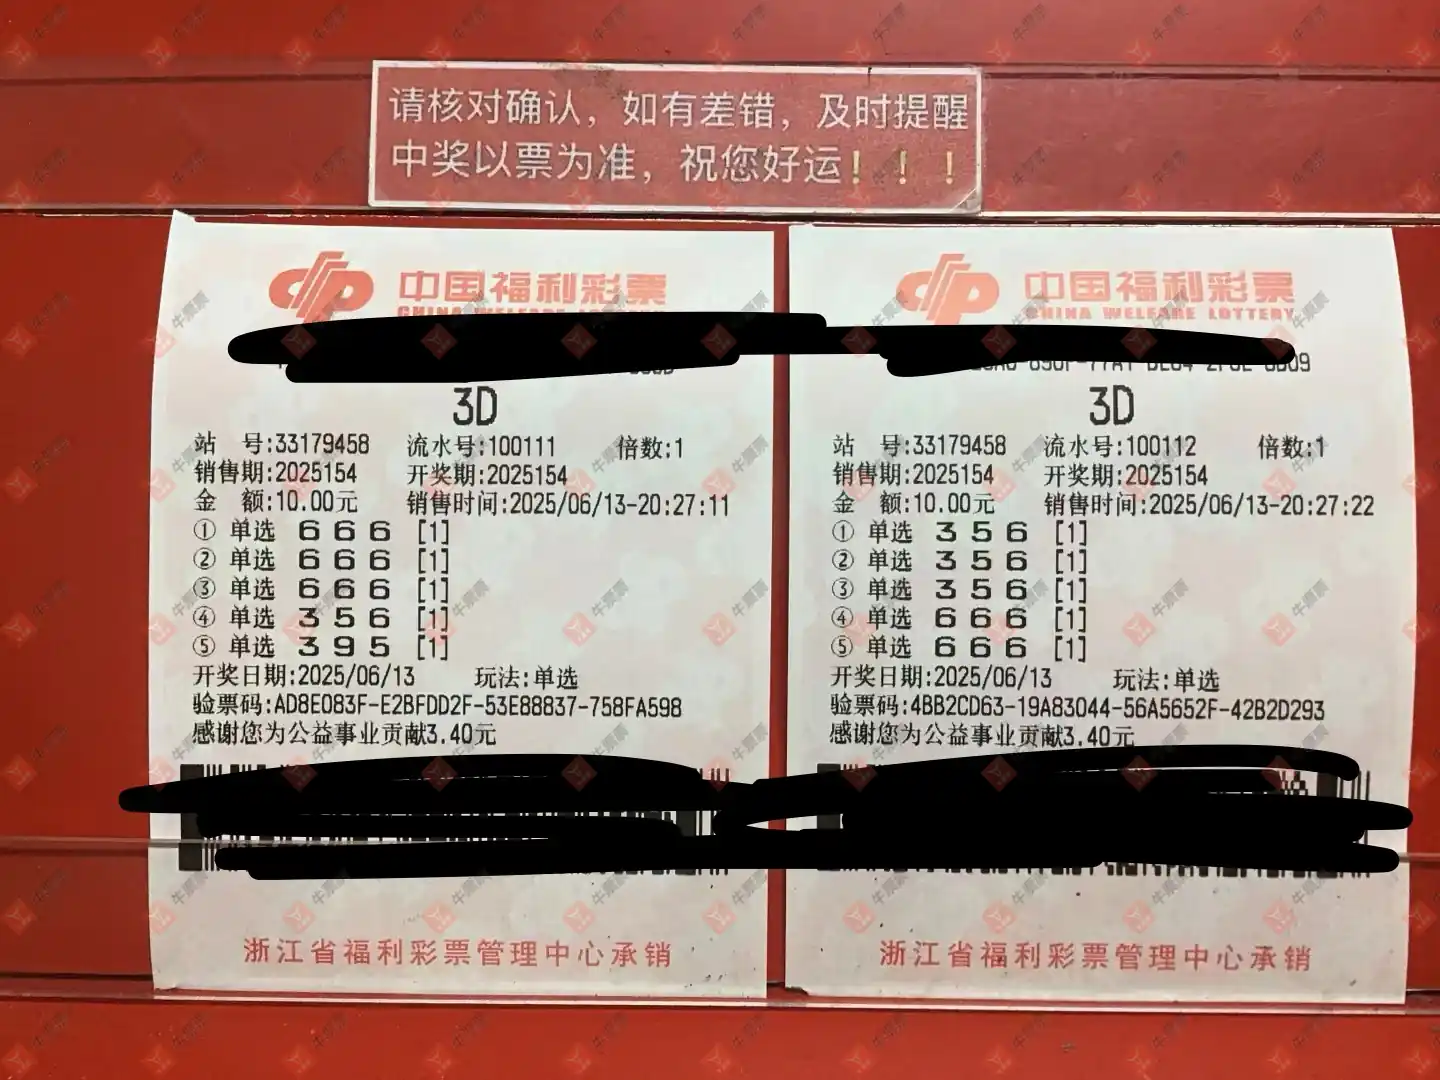 请核对确认，如有差错，及时提醒
中奖以票为准，祝您好运！！！
中国福利彩票
3D
站 号:33179458 流水号:100111 倍数:1
销售期:2025154 开奖期:2025154
金 额:10.00元 销售时间:2025/06/13-20:27:11
① 单选 6 6 6 [1]
② 单选 6 6 6 [1]
③ 单选 6 6 6 [1]
④ 单选 3 5 6 [1]
⑤ 单选 3 9 5 [1]
开奖日期:2025/06/13 玩法:单选
验票码:AD8E083F-E2BFDD2F-53E88837-758FA598
感谢您为公益事业贡献3.40元
浙江省福利彩票管理中心承销
中国福利彩票
CHINA WELFARE LOTTERY
3D
站 号:33179458 流水号:100112 倍数:1
销售期:2025154 开奖期:2025154
金 额:10.00元 销售时间:2025/06/13-20:27:22
① 单选 3 5 6 [1]
② 单选 3 5 6 [1]
③ 单选 3 5 6 [1]
④ 单选 6 6 6 [1]
⑤ 单选 6 6 6 [1]
开奖日期:2025/06/13 玩法:单选
验票码:4BB2CD63-19A83044-56A5652F-42B2D293
感谢您为公益事业贡献3.40元
浙江省福利彩票管理中心承销
牛票票